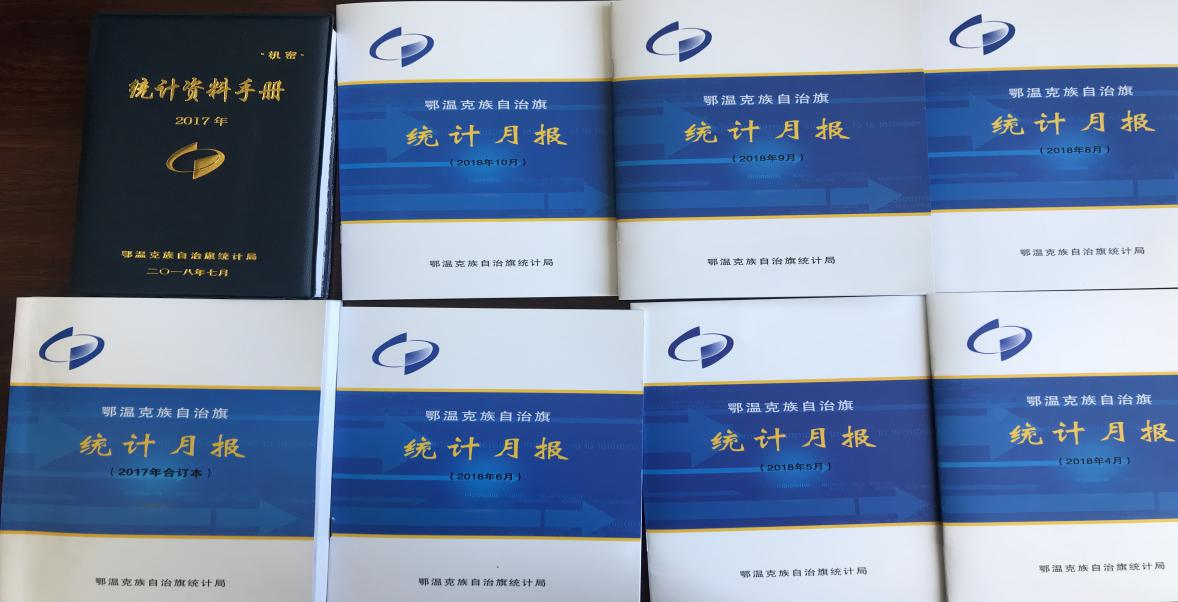 “机密”
统计资料手册
2017年
鄂温克族自治旗统计局
二〇一八年七月
鄂温克族自治旗
统计月报
(2018年10月)
鄂温克族自治旗统计局
鄂温克族自治旗
统计月报
(2018年9月)
鄂温克族自治旗统计局
鄂温克族自治旗
统计月报
(2018年8月)
鄂温克族自治旗统计局
鄂温克族自治旗
统计月报
(2017年合订本)
鄂温克族自治旗统计局
鄂温克族自治旗
统计月报
(2018年6月)
鄂温克族自治旗统计局
鄂温克族自治旗
统计月报
(2018年5月)
鄂温克族自治旗统计局
鄂温克族自治旗
统计月报
(2018年4月)
鄂温克族自治旗统计局